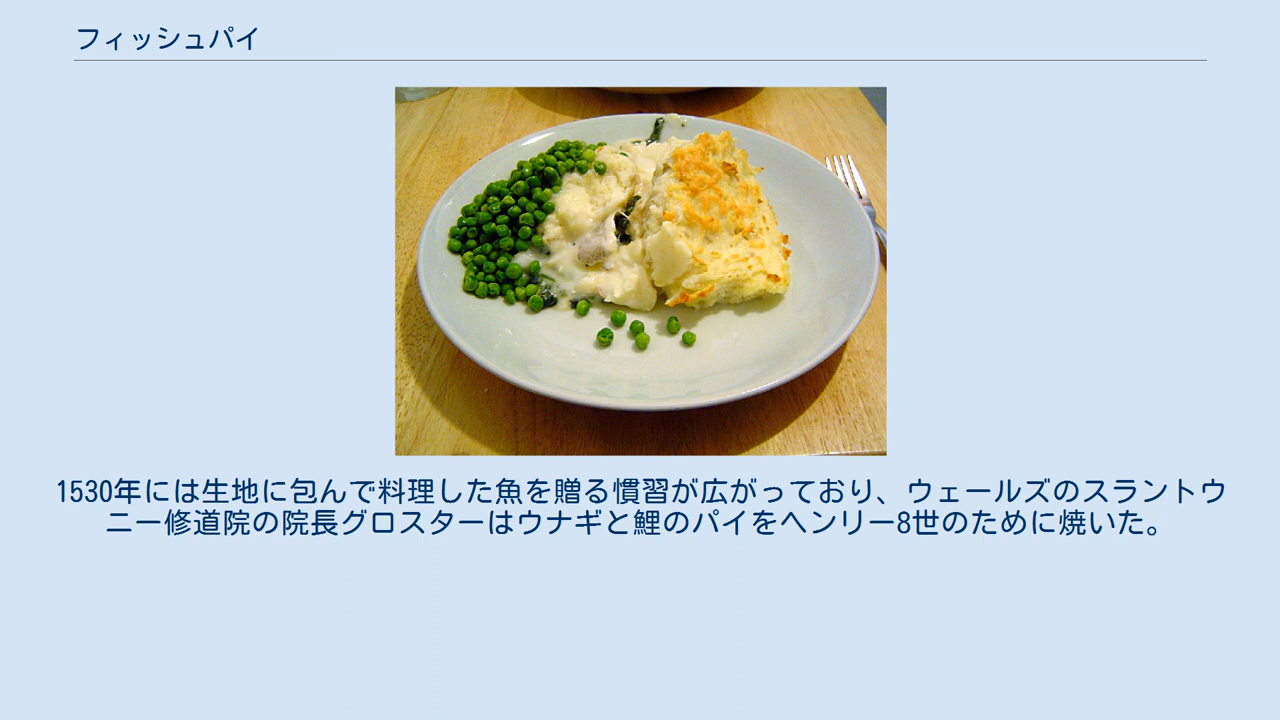 フィッシュパイ
1530年には生地に包んで料理した魚を贈る慣習が広がっており、ウェールズのスラントウ
ニー修道院の院長グロスターはウナギと鯉のパイをヘンリー8世のために焼いた。